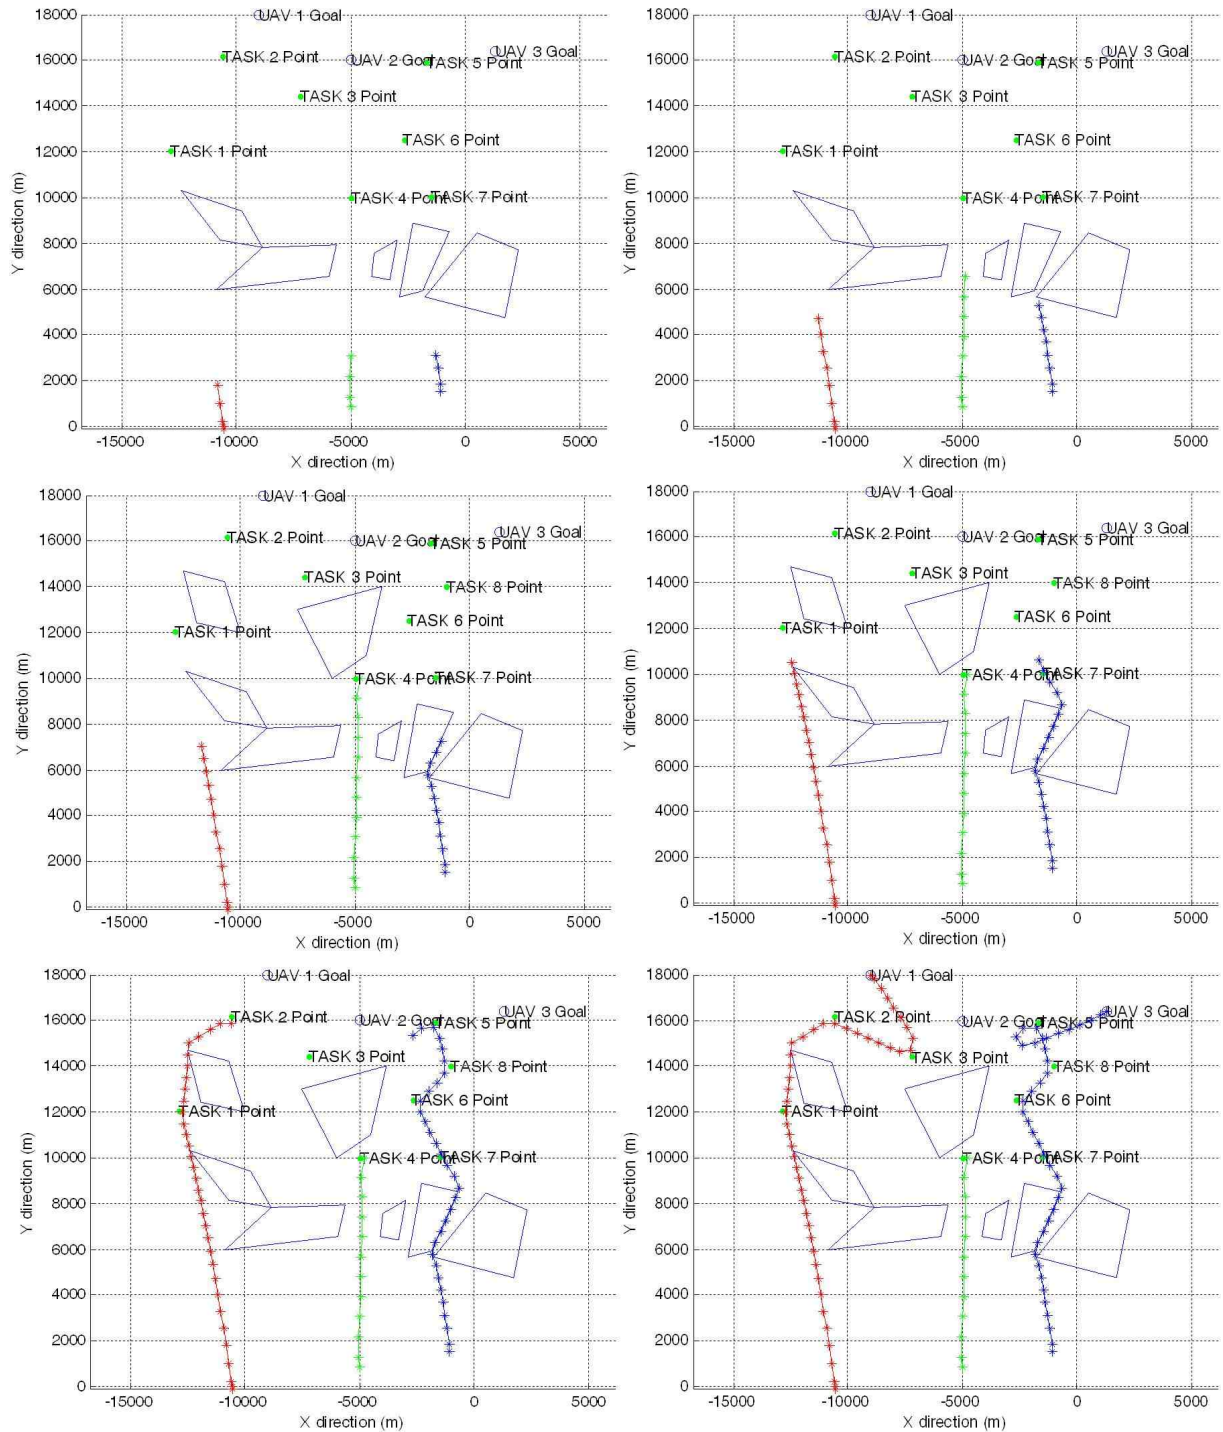 18000
UAV 1 Goal
16000
TASK 2 Point
UAV 2 Goal
TASK 5 Point
UAV 3 Goal
14000
TASK 3 Point
TASK 6 Point
12000
TASK 1 Point
10000
TASK 4 Point
TASK 7 Point
8000
6000
4000
2000
0
-15000 -10000 -5000 0 5000
X direction (m)
Y direction (m)
18000
UAV 1 Goal
16000
TASK 2 Point
UAV 2 Goal
TASK 5 Point
UAV 3 Goal
14000
TASK 3 Point
TASK 6 Point
12000
TASK 1 Point
10000
TASK 4 Point
TASK 7 Point
8000
6000
4000
2000
0
-15000 -10000 -5000 0 5000
X direction (m)
Y direction (m)
18000
UAV 1 Goal
16000
TASK 2 Point
UAV 2 Goal
TASK 5 Point
UAV 3 Goal
14000
TASK 3 Point
TASK 8 Point
TASK 6 Point
12000
TASK 1 Point
10000
TASK 4 Point
TASK 7 Point
8000
6000
4000
2000
0
-15000 -10000 -5000 0 5000
X direction (m)
Y direction (m)
18000
UAV 1 Goal
16000
TASK 2 Point
UAV 2 Goal
TASK 5 Point
UAV 3 Goal
14000
TASK 3 Point
TASK 8 Point
TASK 6 Point
12000
TASK 1 Point
10000
TASK 4 Point
TASK 7 Point
8000
6000
4000
2000
0
-15000 -10000 -5000 0 5000
X direction (m)
Y direction (m)
18000
UAV 1 Goal
16000
TASK 2 Point
UAV 2 Goal
TASK 5 Point
UAV 3 Goal
14000
TASK 3 Point
TASK 8 Point
TASK 6 Point
12000
TASK 1 Point
10000
TASK 4 Point
TASK 7 Point
8000
6000
4000
2000
0
-15000 -10000 -5000 0 5000
X direction (m)
Y direction (m)
18000
UAV 1 Goal
16000
TASK 2 Point
UAV 2 Goal
TASK 5 Point
UAV 3 Goal
14000
TASK 3 Point
TASK 8 Point
TASK 6 Point
12000
TASK 1 Point
10000
TASK 4 Point
TASK 7 Point
8000
6000
4000
2000
0
-15000 -10000 -5000 0 5000
X direction (m)
Y direction (m)